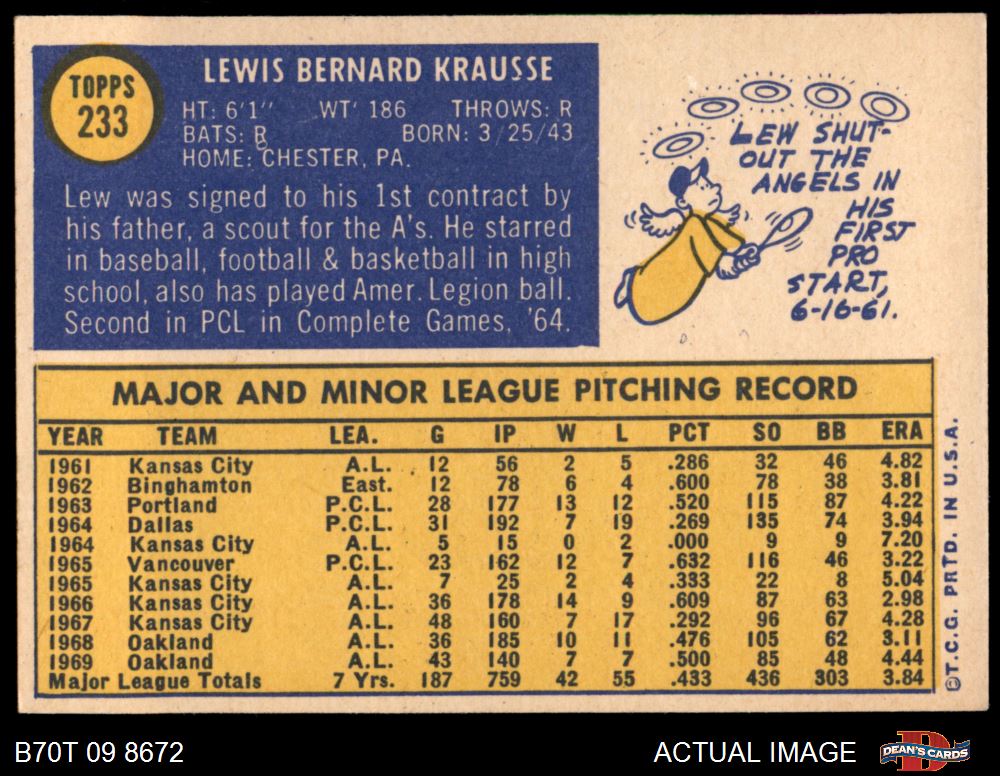 TOPPS
233
LEWIS BERNARD KRAUSSE
HT: 6'1" WT' 186 THROWS: R
BATS: R BORN: 3/25/43
HOME: CHESTER, PA.
Lew was signed to his 1st contract by
his father, a scout for the A's. He starred
in baseball, football & basketball in high
school, also has played Amer. Legion ball.
Second in PCL in Complete Games, '64.
LEW SHUT-
OUT THE
ANGELS IN
HIS
FIRST
PRO
START,
6-16-61.
MAJOR AND MINOR LEAGUE PITCHING RECORD
YEAR TEAM LEA. G IP W L PCT SO BB ERA
1961 Kansas City A.L. 12 56 2 5 .286 32 46 4.82
1962 Binghamton East. 12 78 6 4 .600 78 38 3.81
1963 Portland P.C.L. 28 177 13 12 .520 115 87 4.22
1964 Dallas P.C.L. 31 192 7 19 .269 135 74 3.94
1964 Kansas City A.L. 5 15 0 2 .000 9 9 7.20
1965 Vancouver P.C.L. 23 162 12 7 .632 116 46 3.22
1965 Kansas City A.L. 7 25 2 4 .333 22 8 5.04
1966 Kansas City A.L. 36 178 14 9 .609 87 63 2.98
1967 Kansas City A.L. 48 160 7 17 .292 96 67 4.28
1968 Oakland A.L. 36 185 10 11 .476 105 62 3.11
1969 Oakland A.L. 43 140 7 7 .500 85 48 4.44
Major League Totals 7 Yrs. 187 759 42 55 .433 436 303 3.84
©T.C.G. PRTD. IN U.S.A.
B70T 09 8672
ACTUAL IMAGE
D
DEAN'S CARDS